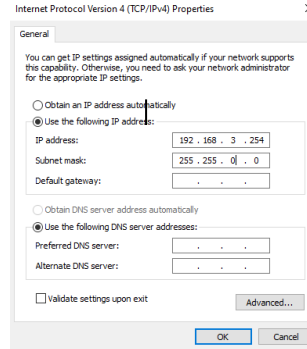 Internet Protocol Version 4 (TCP/IPv4) Properties
General
You can get IP settings assigned automatically if your network supports
this capability. Otherwise, you need to ask your network administrator
for the appropriate IP settings.
Obtain an IP address automatically
Use the following IP address:
IP address: 192 . 168 . 3 . 254
Subnet mask: 255 . 255 . 0 . 0
Default gateway: . . .
Obtain DNS server address automatically
Use the following DNS server addresses:
Preferred DNS server: . . .
Alternate DNS server: . . .
Validate settings upon exit
Advanced...
OK Cancel